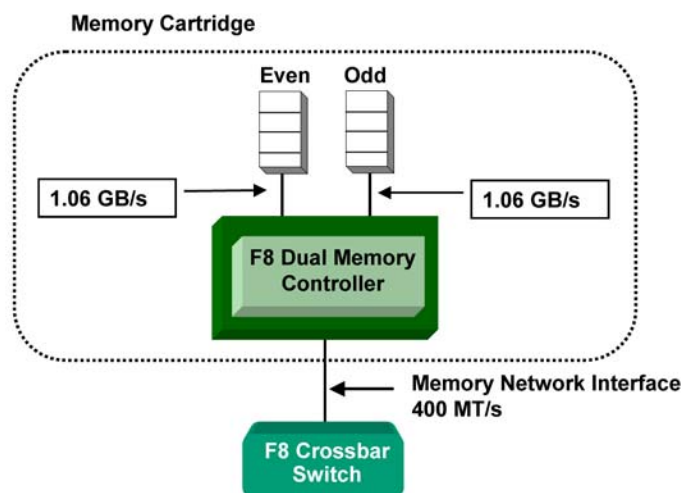 Memory Cartridge
Even
Odd
1.06 GB/s
1.06 GB/s
F8 Dual Memory
Controller
Memory Network Interface
400 MT/s
F8 Crossbar
Switch